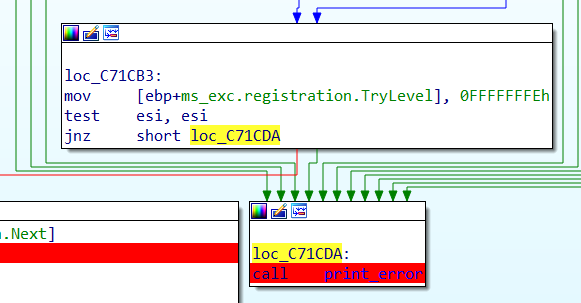 loc_C71CB3:
mov [ebp+ms_exc.registration.TryLevel], 0FFFFFFFEh
test esi, esi
jnz short loc_C71CDA
.Next]
loc_C71CDA:
call print_error